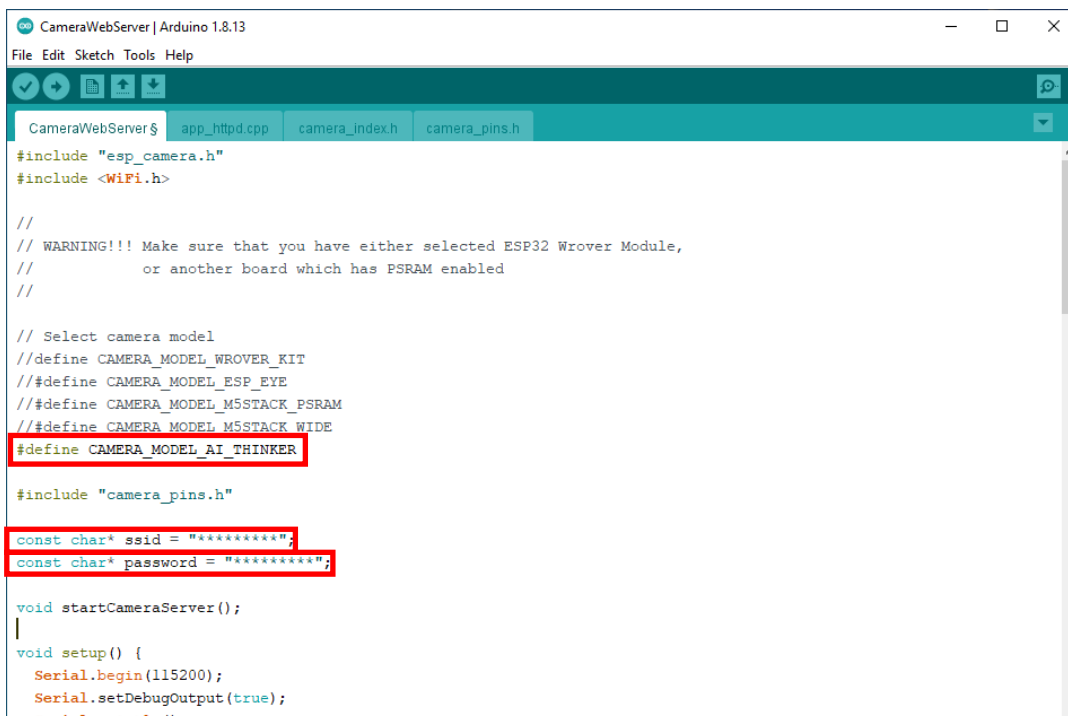 CameraWebServer | Arduino 1.8.13
File Edit Sketch Tools Help
CameraWebServer § app_httpd.cpp camera_index.h camera_pins.h
#include "esp_camera.h"
#include <WiFi.h>
//
// WARNING!!! Make sure that you have either selected ESP32 Wrover Module,
// or another board which has PSRAM enabled
//
// Select camera model
//define CAMERA_MODEL_WROVER_KIT
//#define CAMERA_MODEL_ESP_EYE
//#define CAMERA_MODEL_M5STACK_PSRAM
//#define CAMERA_MODEL_M5STACK_WIDE
#define CAMERA_MODEL_AI_THINKER
#include "camera_pins.h"
const char* ssid = "*********";
const char* password = "*********";
void startCameraServer();
void setup() {
Serial.begin(115200);
Serial.setDebugOutput(true);